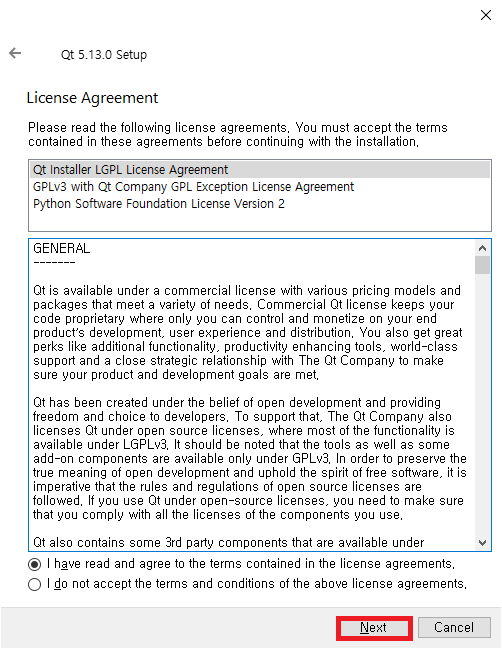 Qt 5.13.0 Setup
License Agreement
Please read the following license agreements. You must accept the terms
contained in these agreements before continuing with the installation.
Qt Installer LGPL License Agreement
GPLv3 with Qt Company GPL Exception License Agreement
Python Software Foundation License Version 2
GENERAL
-------
Qt is available under a commercial license with various pricing models and
packages that meet a variety of needs. Commercial Qt license keeps your
code proprietary where only you can control and monetize on your end
product's development, user experience and distribution. You also get great
perks like additional functionality, productivity enhancing tools, world-class
support and a close strategic relationship with The Qt Company to make
sure your product and development goals are met.
Qt has been created under the belief of open development and providing
freedom and choice to developers. To support that, The Qt Company also
licenses Qt under open source licenses, where most of the functionality is
available under LGPLv3. It should be noted that the tools as well as some
add-on components are available only under GPLv3. In order to preserve the
true meaning of open development and uphold the spirit of free software, it is
imperative that the rules and regulations of open source licenses are
followed. If you use Qt under open-source licenses, you need to make sure
that you comply with all the licenses of the components you use.
Qt also contains some 3rd party components that are available under
I have read and agree to the terms contained in the license agreements.
I do not accept the terms and conditions of the above license agreements.
Next
Cancel